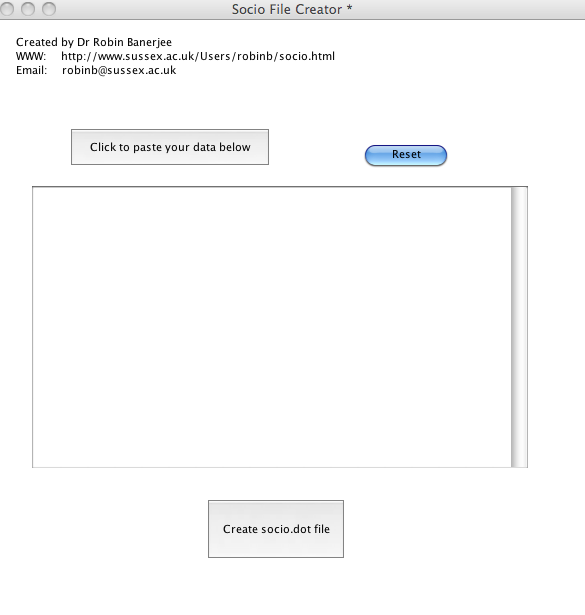 Socio File Creator *
Created by Dr Robin Banerjee
WWW: http://www.sussex.ac.uk/Users/robinb/socio.html
Email: robinb@sussex.ac.uk
Click to paste your data below
Reset
Create socio.dot file